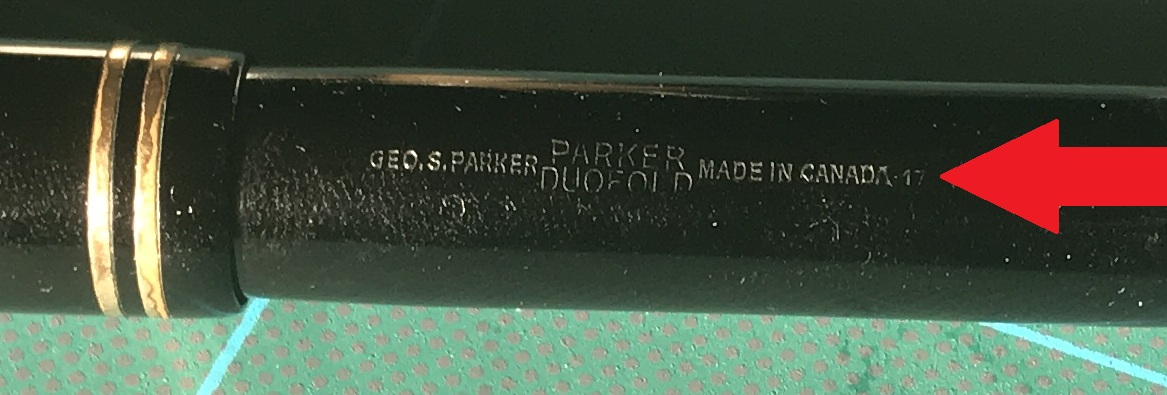 GEO.S.PARKER
PARKER
DUOFOLD
MADE IN CANADA·17